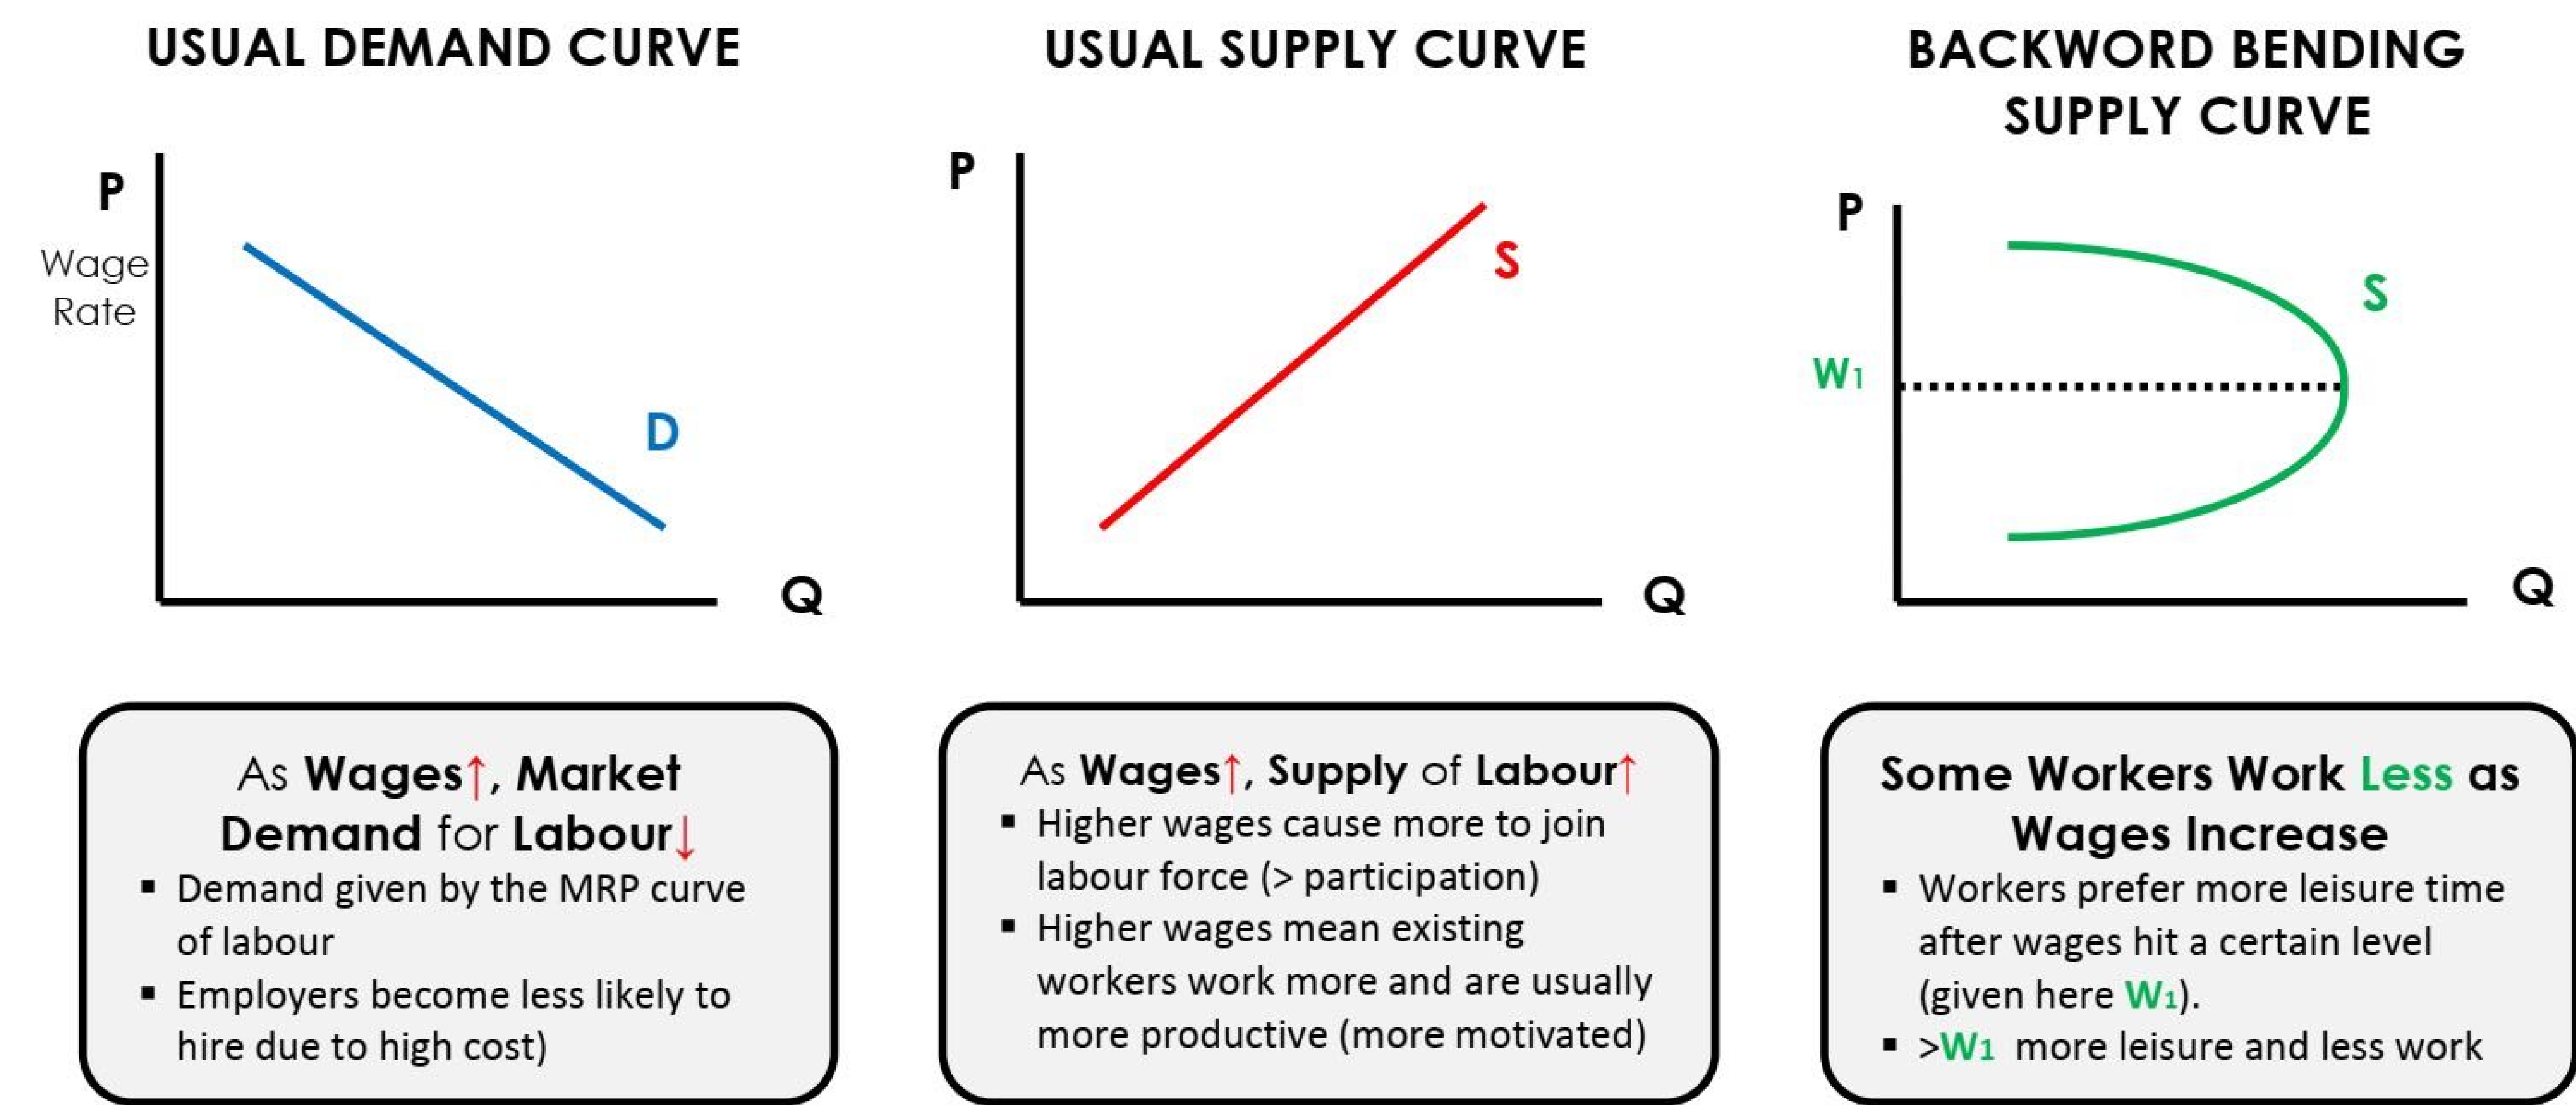 USUAL DEMAND CURVE
P
Wage
Rate
D
Q
As Wages↑, Market
Demand for Labour↓
▪ Demand given by the MRP curve
of labour
▪ Employers become less likely to
hire due to high cost)
USUAL SUPPLY CURVE
P
S
Q
As Wages↑, Supply of Labour↑
▪ Higher wages cause more to join
labour force (> participation)
▪ Higher wages mean existing
workers work more and are usually
more productive (more motivated)
BACKWORD BENDING
SUPPLY CURVE
P
S
W1
Q
Some Workers Work Less as
Wages Increase
▪ Workers prefer more leisure time
after wages hit a certain level
(given here W1).
▪ >W1 more leisure and less work